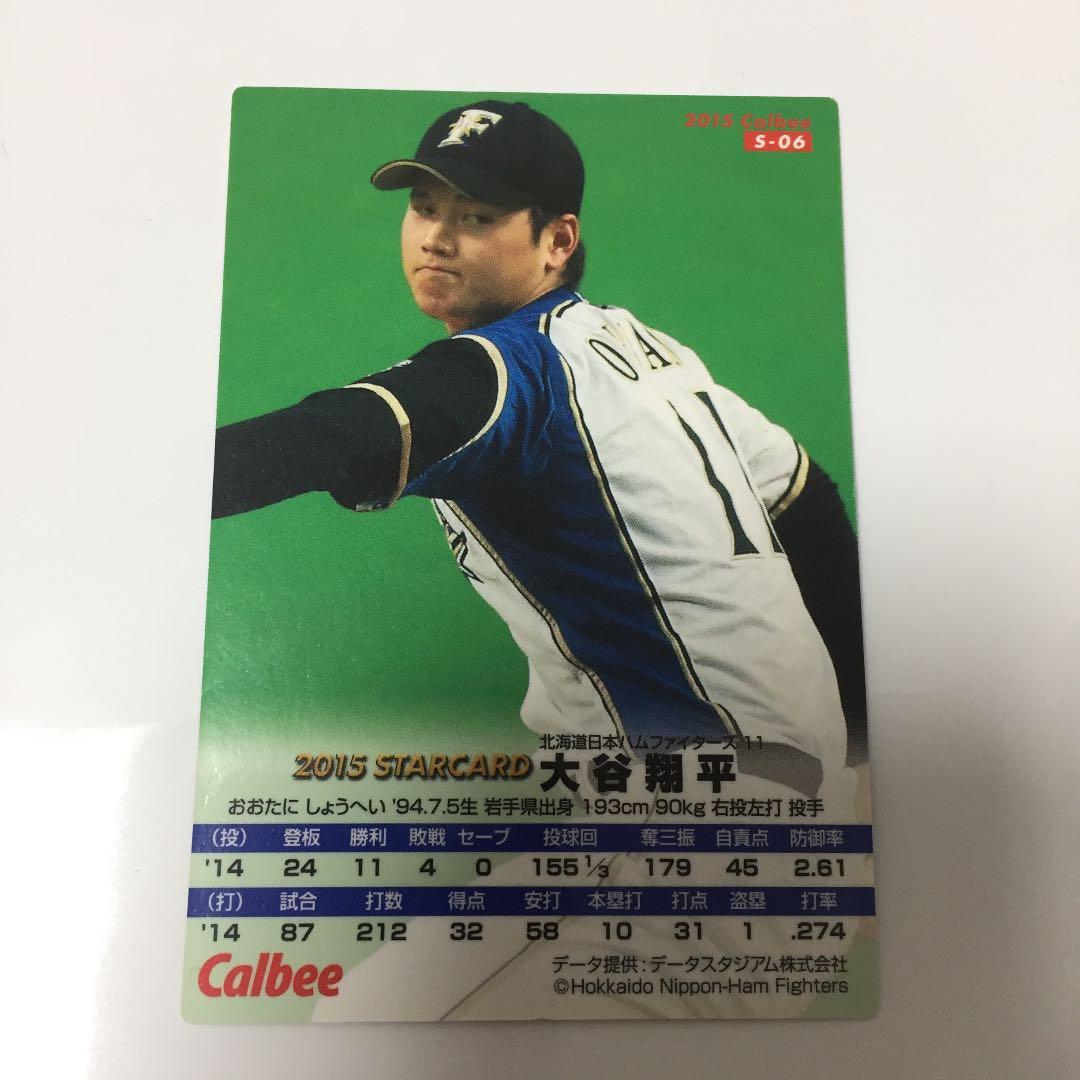 2015 Calbee
S-06
11
北海道日本ハムファイターズ 11
2015 STARCARD 大谷翔平
おおたに しょうへい '94.7.5生 岩手県出身 193cm 90kg 右投左打 投手
(投) 登板 勝利 敗戦 セーブ 投球回 奪三振 自責点 防御率
'14 24 11 4 0 155 1/3 179 45 2.61
(打) 試合 打数 得点 安打 本塁打 打点 盗塁 打率
'14 87 212 32 58 10 31 1 .274
Calbee
データ提供:データスタジアム株式会社
©Hokkaido Nippon-Ham Fighters